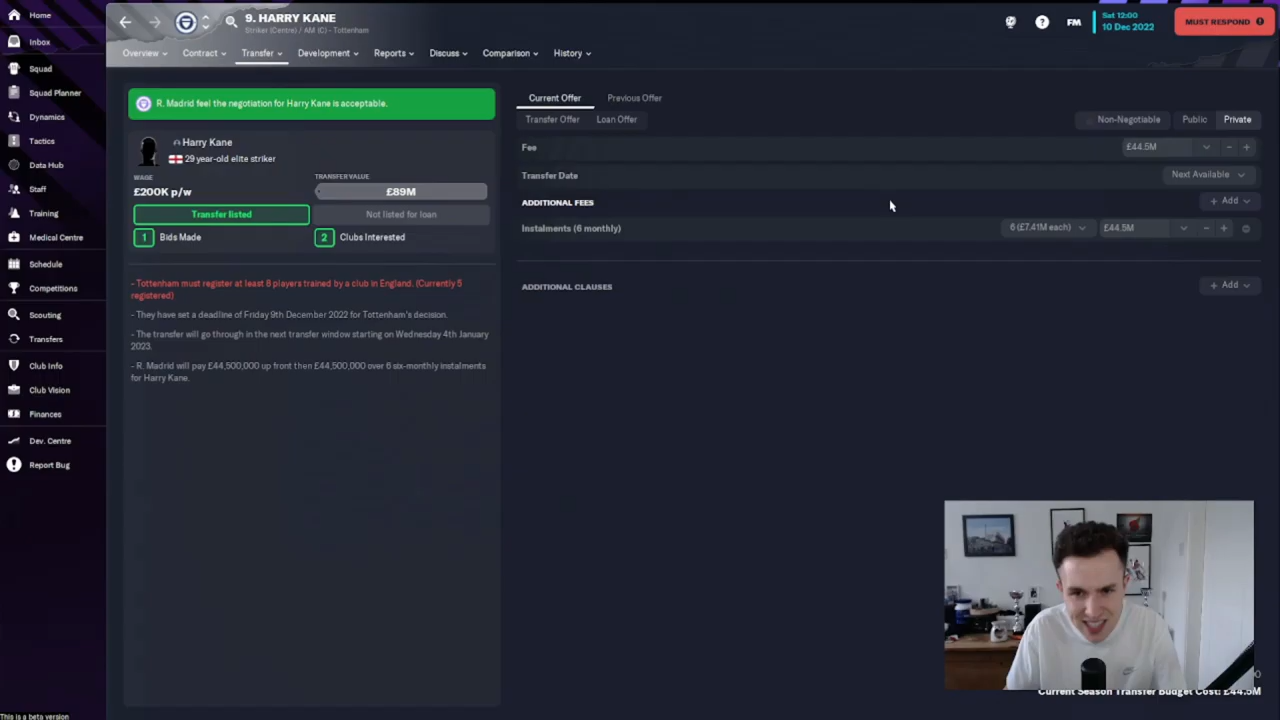 Home
Inbox
Squad
Squad Planner
Dynamics
Tactics
Data Hub
Staff
Training
Medical Centre
Schedule
Competitions
Scouting
Transfers
Club Info
Club Vision
Finances
Dev. Centre
Report Bug
This is a beta version
9. HARRY KANE
Striker (Centre) / AM (C) - Tottenham
FM
Sat 12:00
10 Dec 2022
MUST RESPOND
Overview
Contract
Transfer
Development
Reports
Discuss
Comparison
History
R. Madrid feel the negotiation for Harry Kane is acceptable.
Harry Kane
29 year-old elite striker
WAGE
£200K p/w
TRANSFER VALUE
£89M
Transfer listed
Not listed for loan
1 Bids Made
2 Clubs Interested
- Tottenham must register at least 8 players trained by a club in England. (Currently 5
registered)
- They have set a deadline of Friday 9th December 2022 for Tottenham's decision.
- The transfer will go through in the next transfer window starting on Wednesday 4th January
2023.
- R. Madrid will pay £44,500,000 up front then £44,500,000 over 6 six-monthly instalments
for Harry Kane.
Current Offer
Previous Offer
Transfer Offer
Loan Offer
Non-Negotiable
Public
Private
Fee
£44.5M
Transfer Date
Next Available
ADDITIONAL FEES
+ Add
Instalments (6 monthly)
6 (£7.41M each)
£44.5M
ADDITIONAL CLAUSES
+ Add
Current Season Transfer Budget Cost: £44.5M